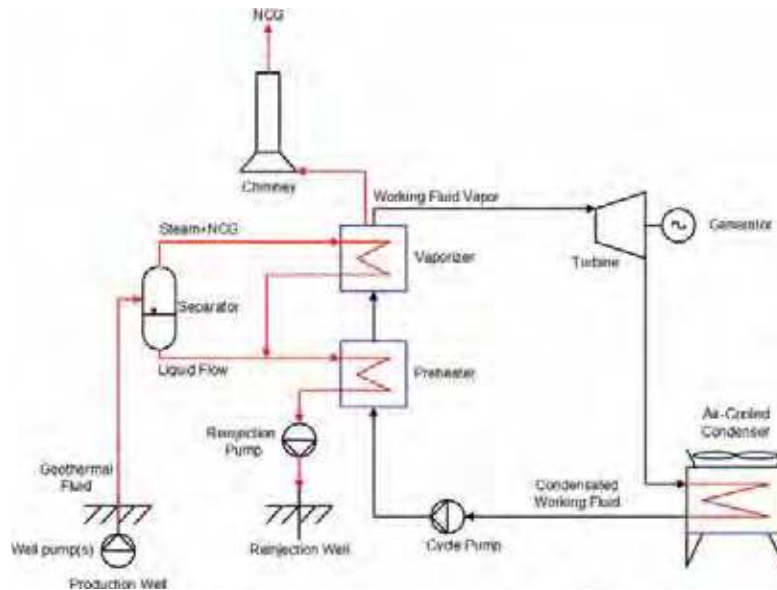 NCG
Chimney
Working Fluid Vapor
Steam+NCG
Vaporizer
Generator
Turbine
Separator
Liquid Flow
Preheater
Reinjection
Pump
Air-Cooled
Condenser
Geothermal
Fluid
Condensated
Working Fluid
Well pump(s)
Reinjection Well
Cycle Pump
Production Well